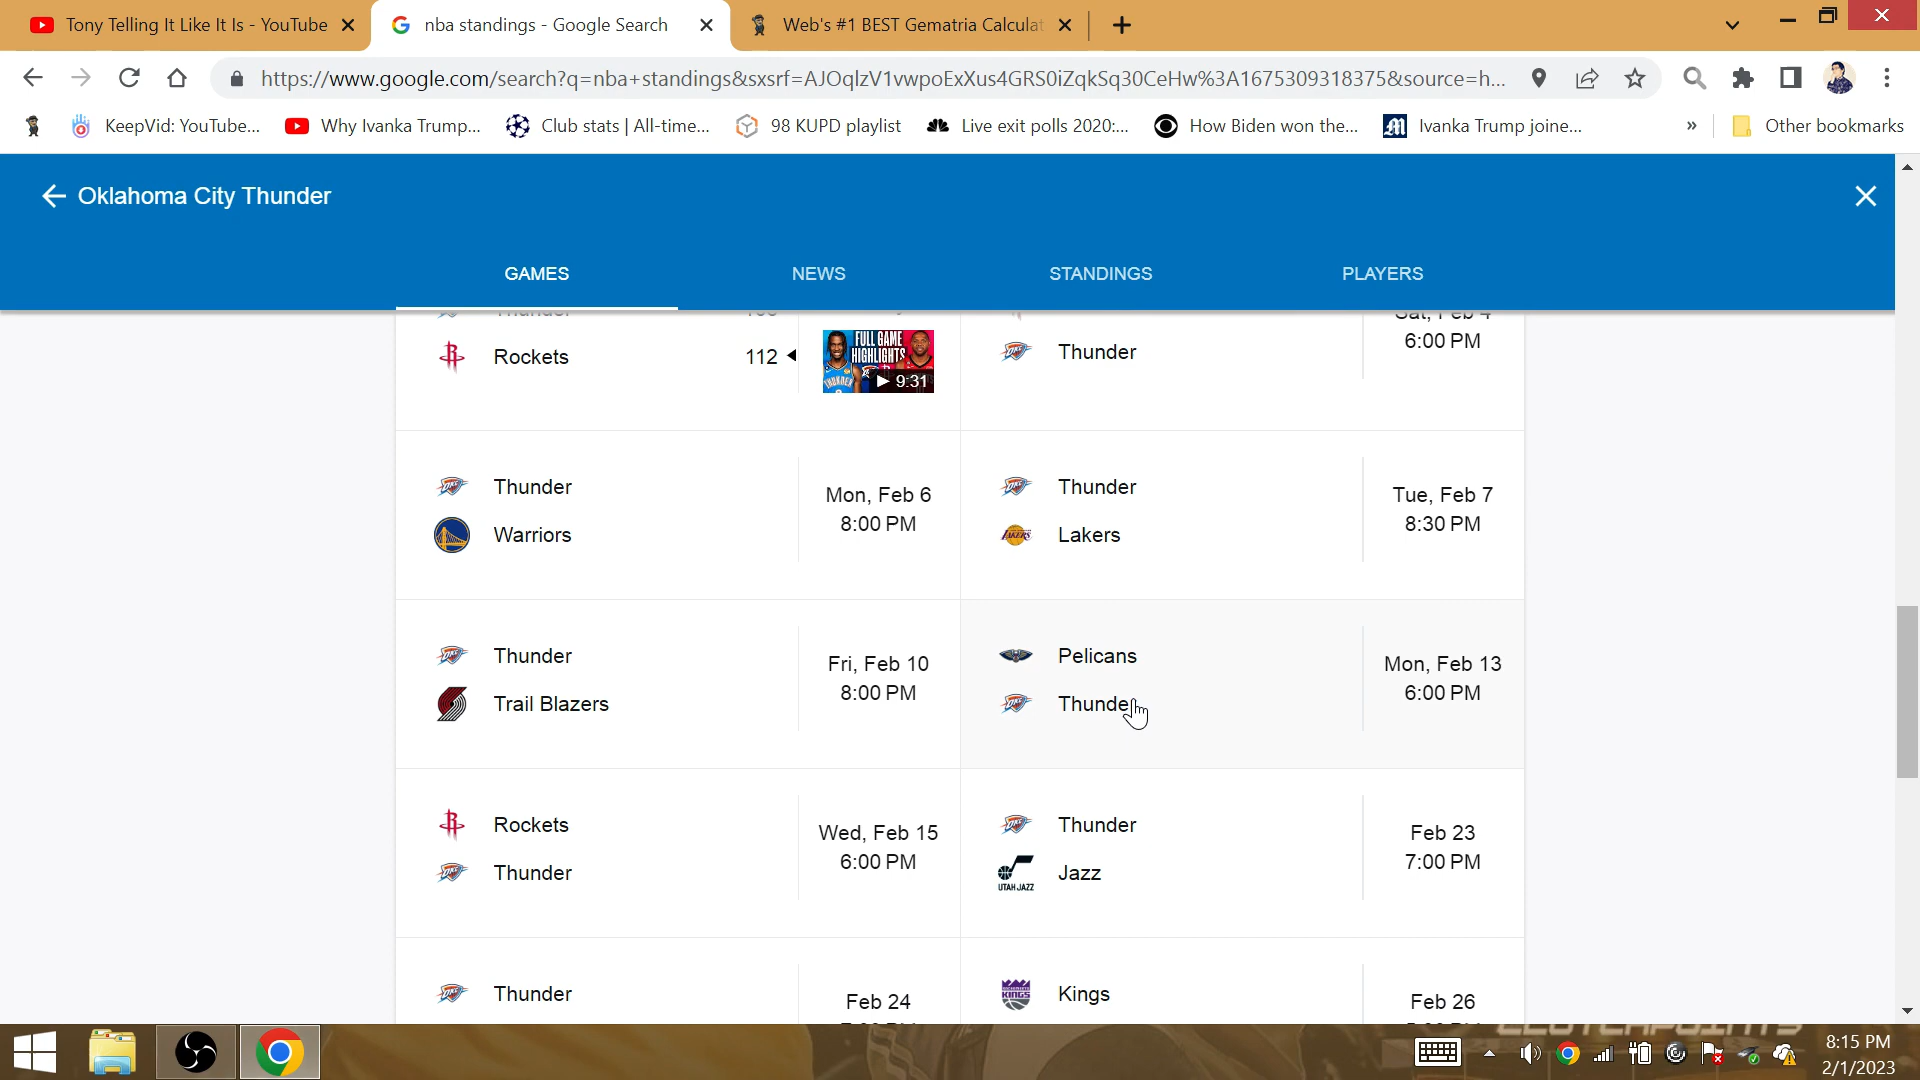 Tony Telling It Like It Is - YouTube
nba standings - Google Search
Web's #1 BEST Gematria Calculat
https://www.google.com/search?q=nba+standings&sxsrf=AJOqlzV1vwpoExXus4GRS0iZqkSq30CeHw%3A1675309318375&source=h...
KeepVid: YouTube...
Why Ivanka Trump...
Club stats | All-time...
98 KUPD playlist
Live exit polls 2020:...
How Biden won the...
Ivanka Trump joine...
»
Other bookmarks
Oklahoma City Thunder
GAMES
NEWS
STANDINGS
PLAYERS
Rockets
112
FULL GAME
HIGHLIGHTS
9:31
Sat, Feb 4
6:00 PM
Thunder
Thunder
Warriors
Mon, Feb 6
8:00 PM
Thunder
Lakers
Tue, Feb 7
8:30 PM
Thunder
Trail Blazers
Fri, Feb 10
8:00 PM
Pelicans
Thunder
Mon, Feb 13
6:00 PM
Rockets
Thunder
Wed, Feb 15
6:00 PM
Thunder
Jazz
UTAH JAZZ
Feb 23
7:00 PM
Thunder
Feb 24
Kings
Feb 26
8:15 PM
2/1/2023